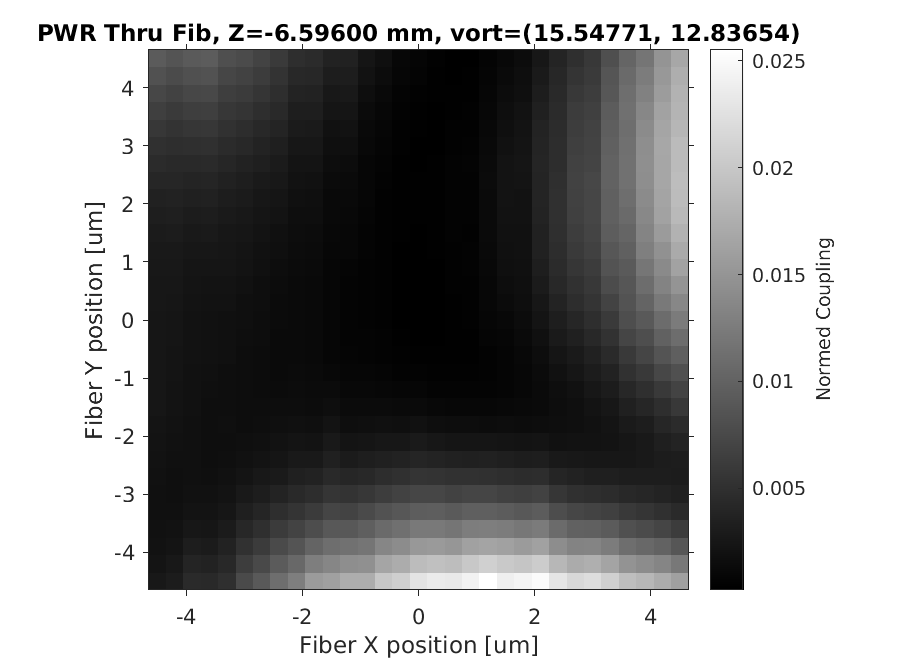 PWR Thru Fib, Z=-6.59600 mm, vort=(15.54771, 12.83654)
4
3
2
1
0
-1
-2
-3
-4
Fiber Y position [um]
-4 -2 0 2 4
Fiber X position [um]
0.025
0.02
0.015
0.01
0.005
Normed Coupling